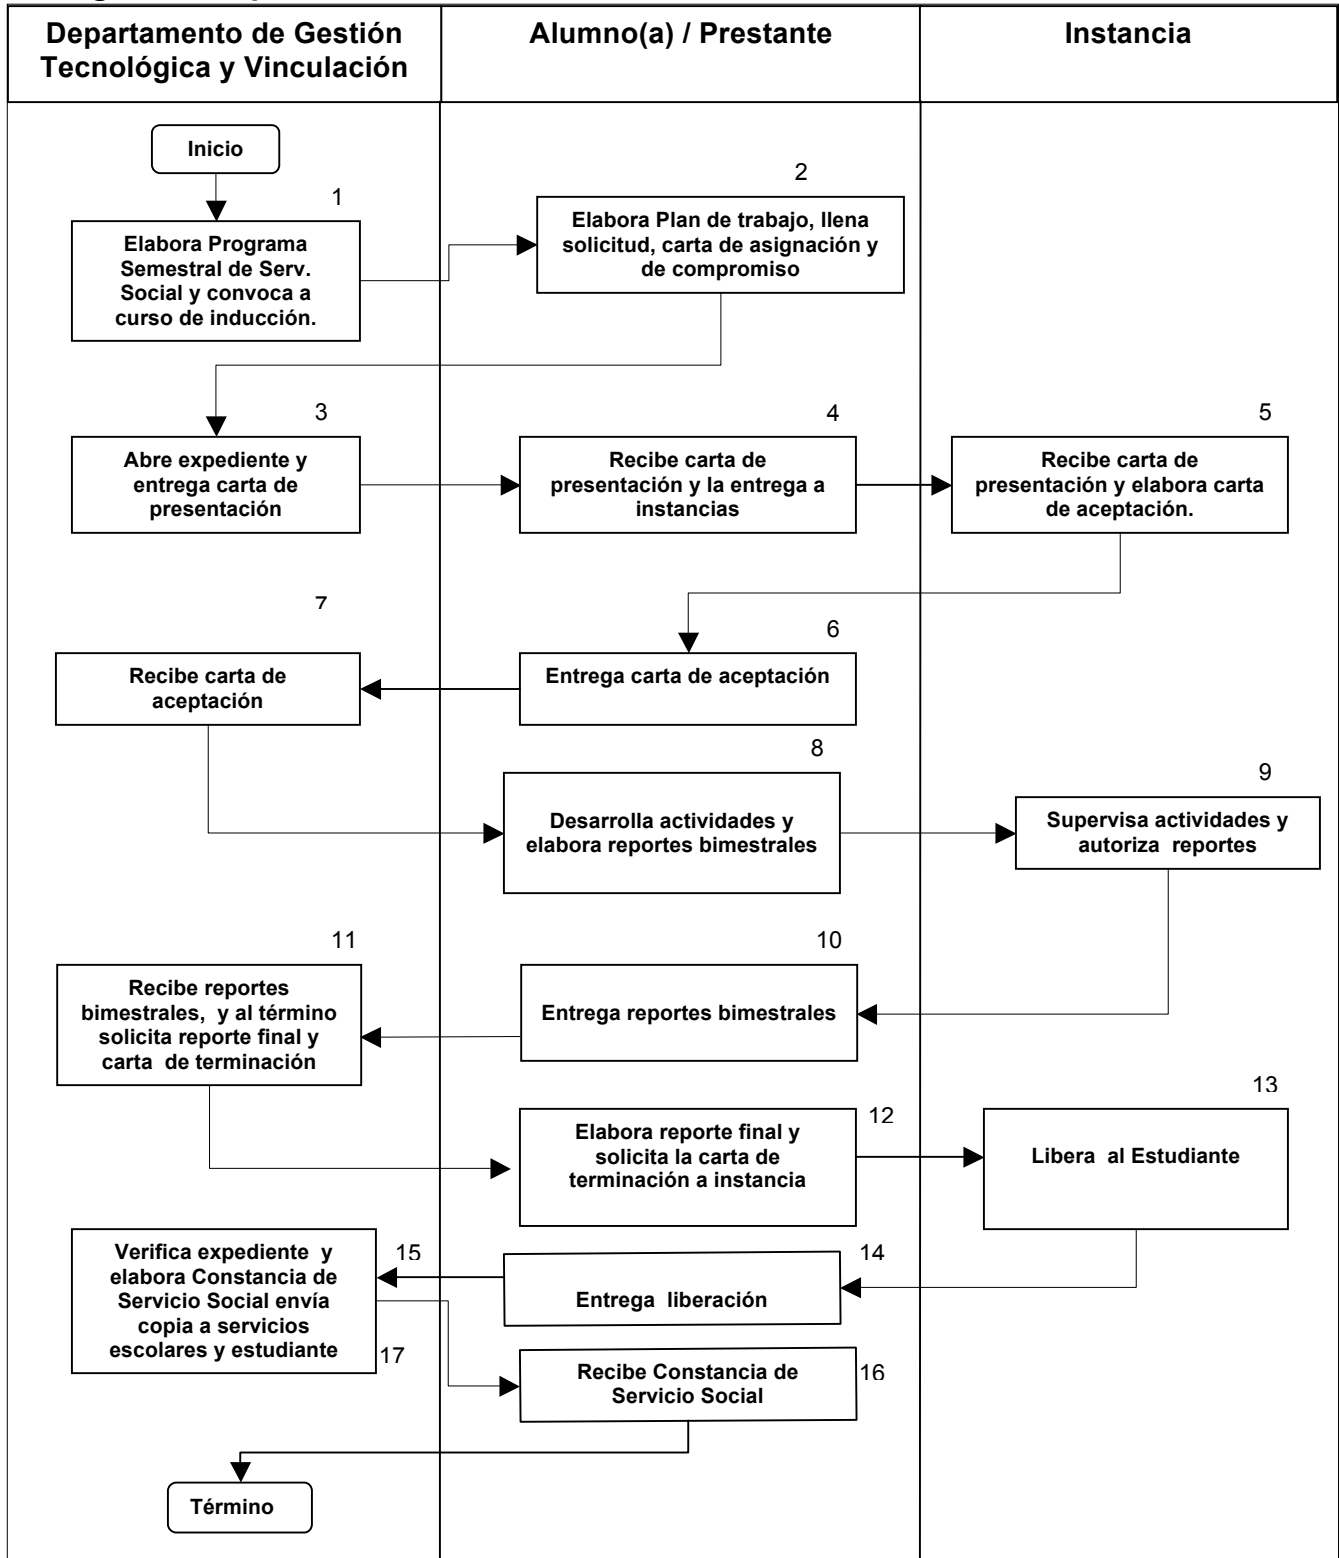 Departamento de Gestión
Tecnológica y Vinculación
Alumno(a) / Prestante
Instancia
Inicio
1
Elabora Programa
Semestral de Serv.
Social y convoca a
curso de inducción.
2
Elabora Plan de trabajo, llena
solicitud, carta de asignación y
de compromiso
3
Abre expediente y
entrega carta de
presentación
4
Recibe carta de
presentación y la entrega a
instancias
5
Recibe carta de
presentación y elabora carta
de aceptación.
6
Entrega carta de aceptación
7
Recibe carta de
aceptación
8
Desarrolla actividades y
elabora reportes bimestrales
9
Supervisa actividades y
autoriza reportes
10
Entrega reportes bimestrales
11
Recibe reportes
bimestrales, y al término
solicita reporte final y
carta de terminación
12
Elabora reporte final y
solicita la carta de
terminación a instancia
13
Libera al Estudiante
14
Entrega liberación
15
Verifica expediente y
elabora Constancia de
Servicio Social envía
copia a servicios
escolares y estudiante
17
16
Recibe Constancia de
Servicio Social
Término